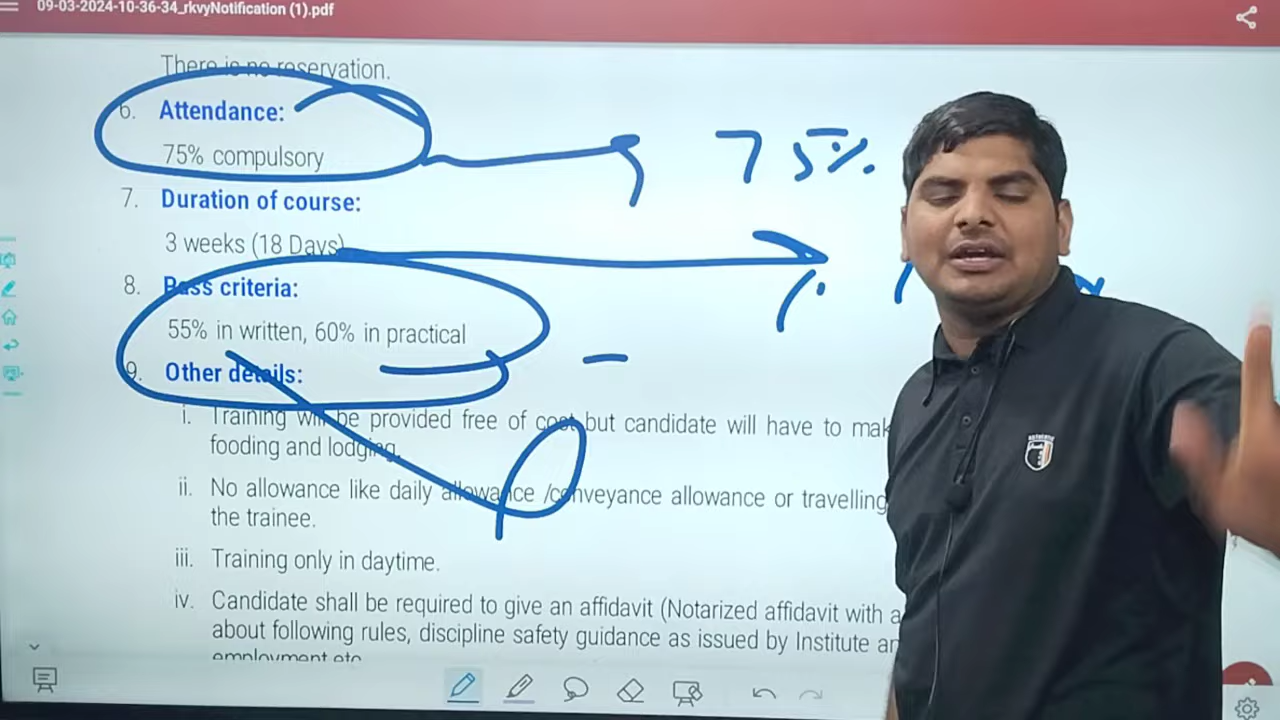 09-03-2024-10-36-34_rkvyNotification (1).pdf
There is no reservation.
6. Attendance:
75% compulsory
75%
7. Duration of course:
3 weeks (18 Days)
8. Pass criteria:
55% in written, 60% in practical
9. Other details:
i. Training will be provided free of cost but candidate will have to mak
fooding and lodging.
ii. No allowance like daily allowance /conveyance allowance or travelling
the trainee.
iii. Training only in daytime.
iv. Candidate shall be required to give an affidavit (Notarized affidavit with a
about following rules, discipline safety guidance as issued by Institute an
employment etc